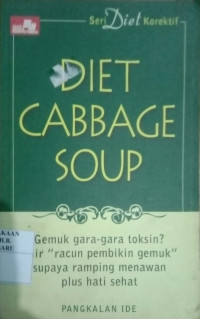 Seri Diet Korektif
DIET
CABBAGE
SOUP
Gemuk gara-gara toksin?
"racun pembikin gemuk"
supaya ramping menawan
plus hati sehat
PANGKALAN IDE